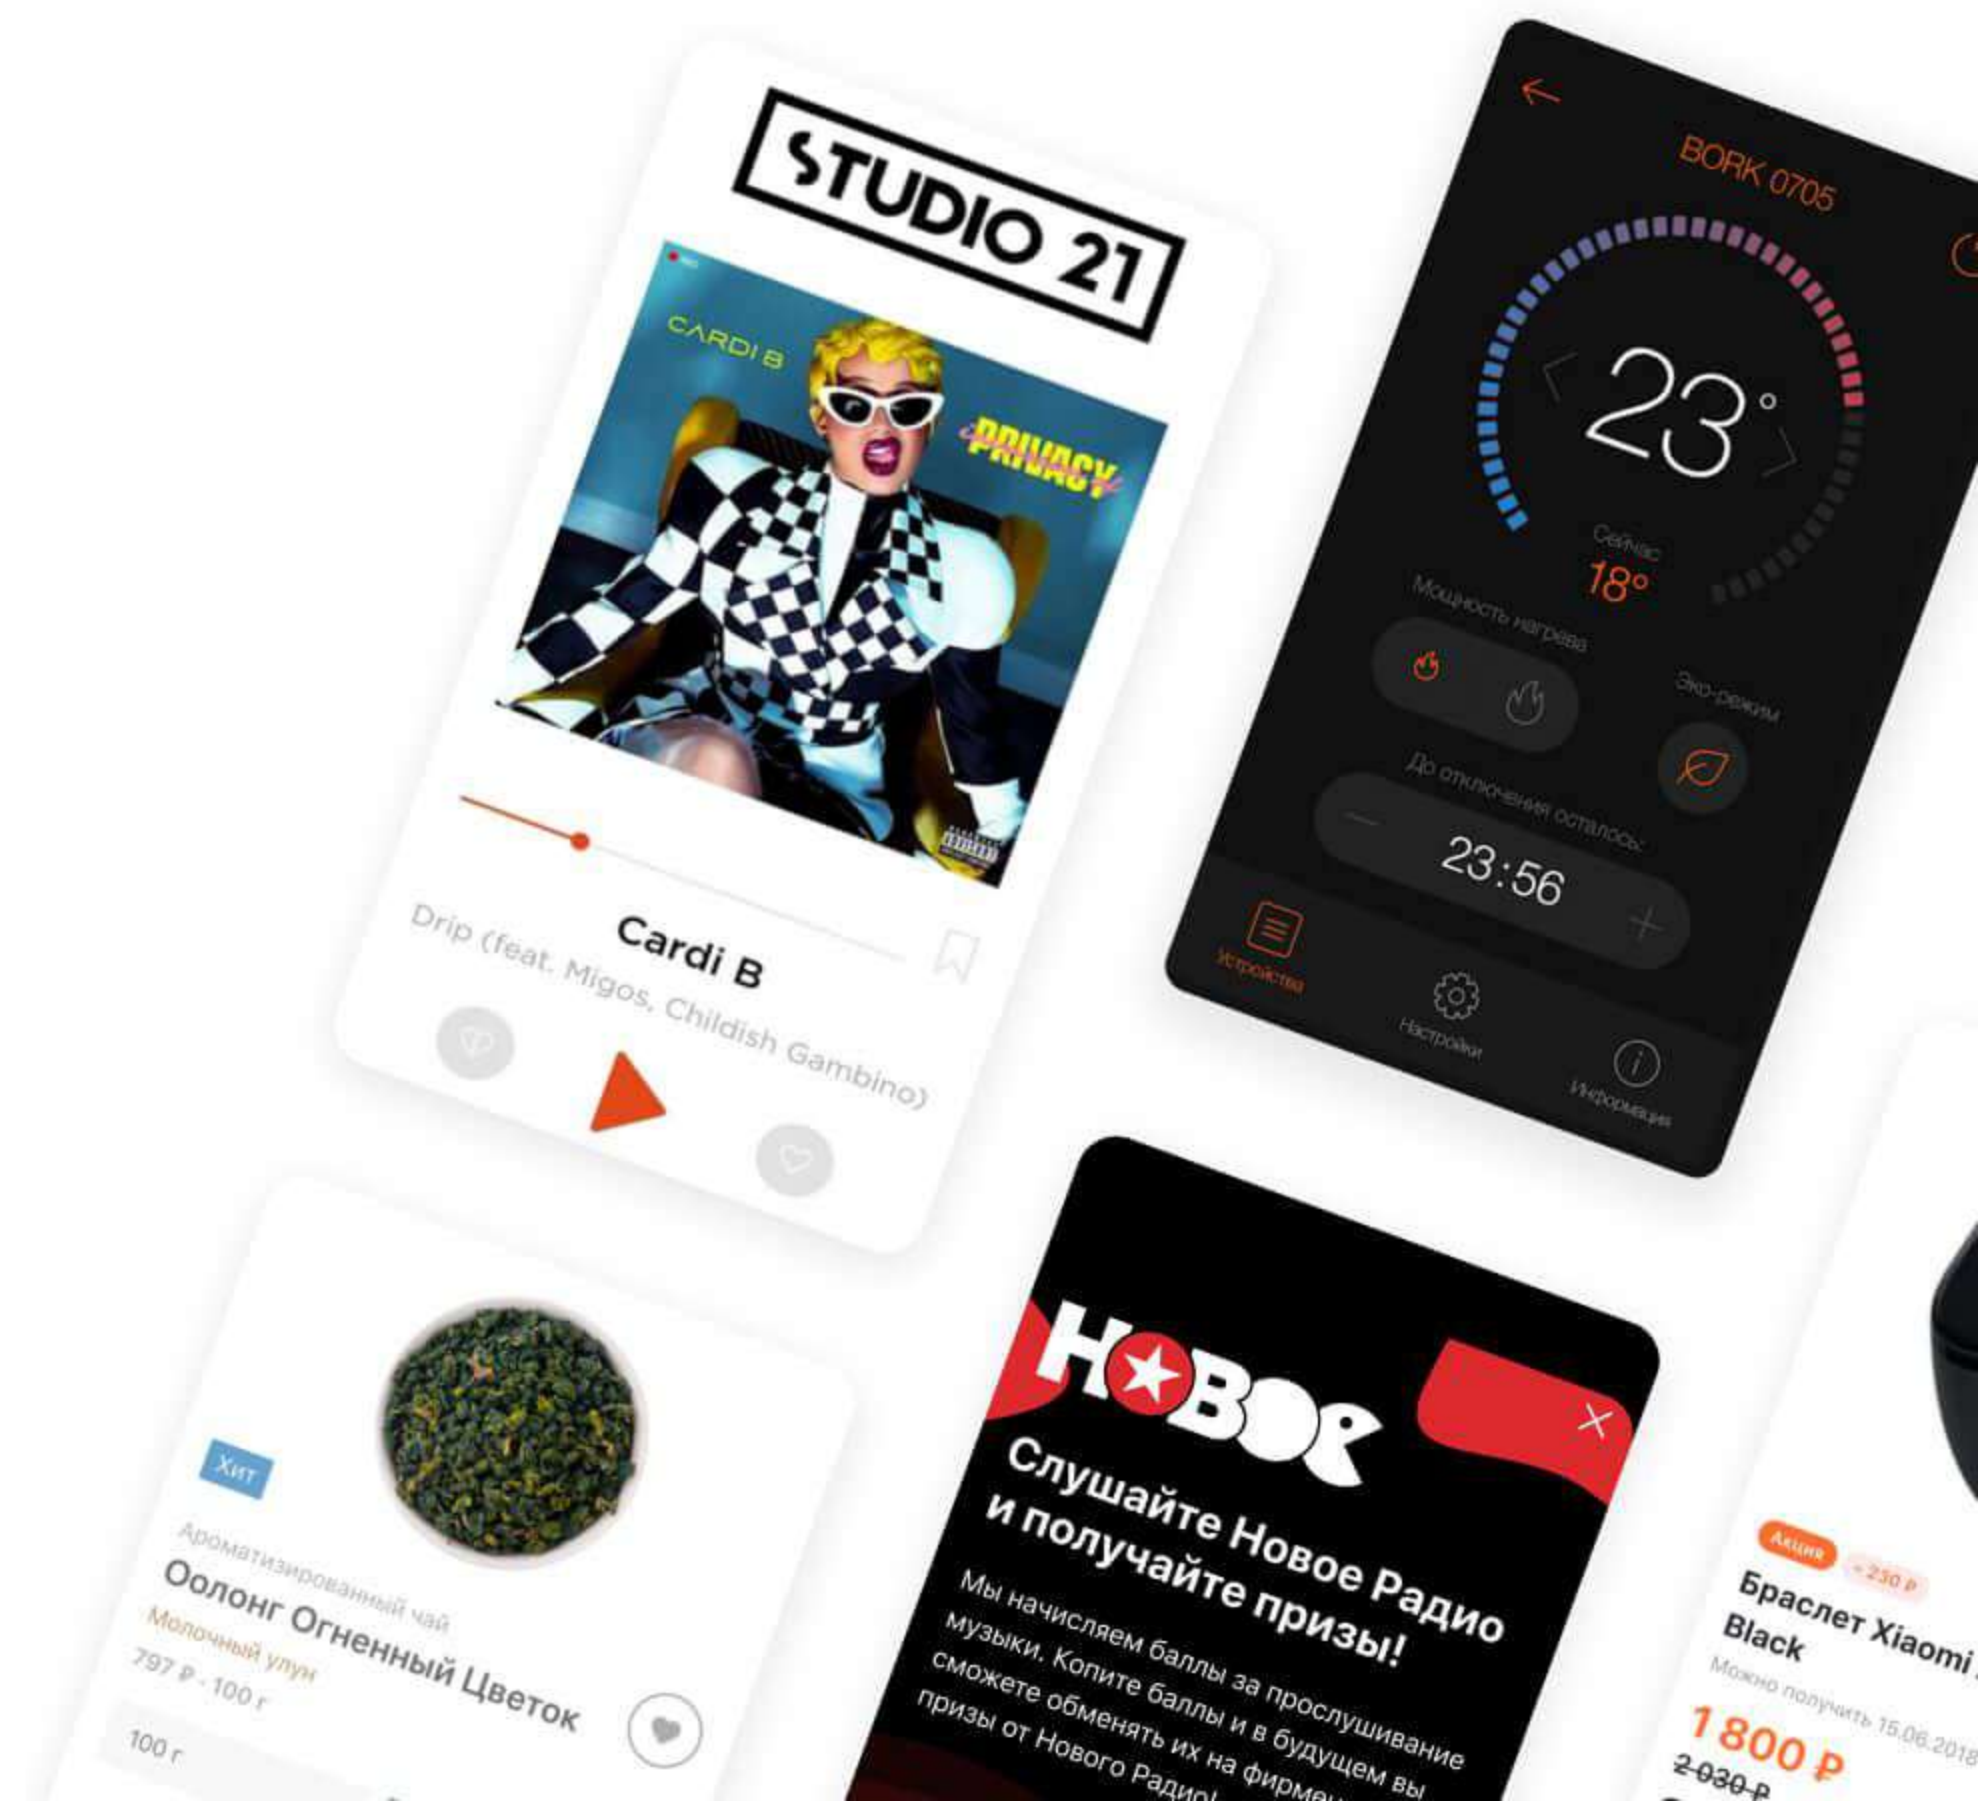 STUDIO 21
CARDI B
PRIVACY
Cardi B
Drip (feat. Migos, Childish Gambino)
BORK 0705
23°
Сейчас
18°
Мощность нагрева
Эко-режим
До отключения осталось:
23:56
Устройства
Настройки
Информация
Хит
Ароматизированный чай
Оолонг Огненный Цветок
Молочный улун
797 ₽ - 100 г
100 г
НОВОЕ
Слушайте Новое Радио
и получайте призы!
Мы начисляем баллы за прослушивание
музыки. Копите баллы и в будущем вы
сможете обменять их на
призы от Нового Радио!
Акция
- 230 ₽
Браслет Xiaomi
Black
Можно получить 15.06.2018
1 800 ₽
2 030 ₽